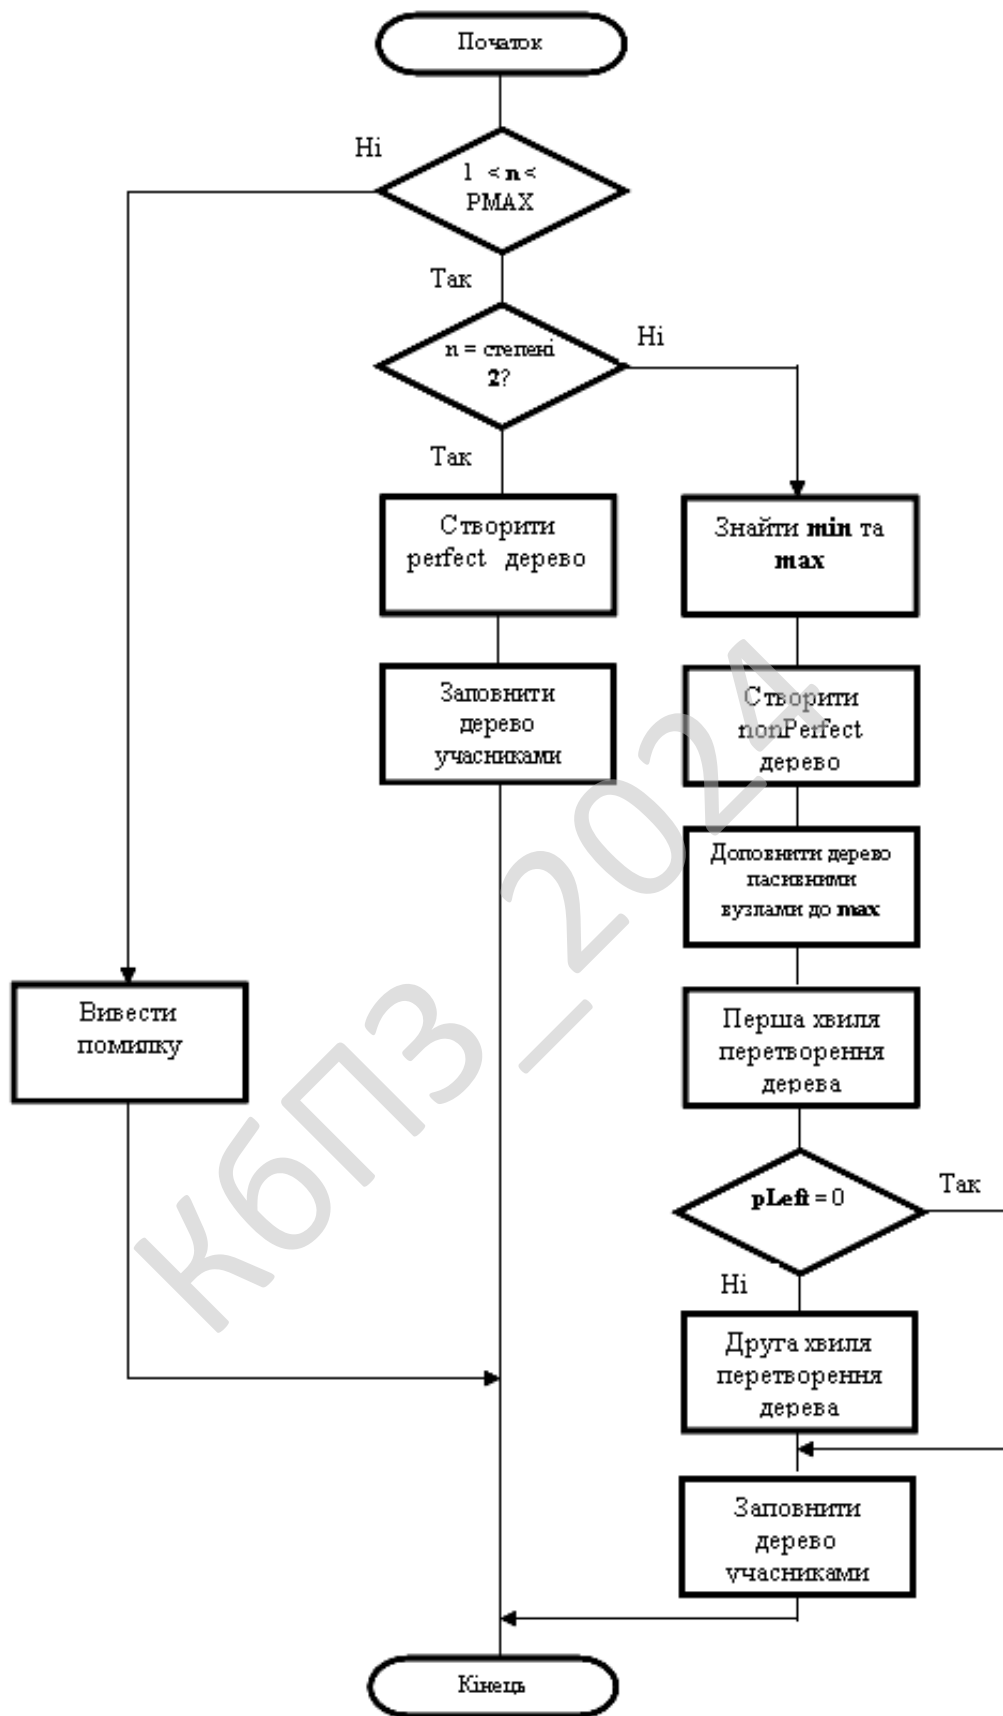 Початок
Ні
1 < n <
PMAX
Так
n = степені
2?
Ні
Так
Створити
perfect дерево
Знайти min та
max
Заповнити
дерево
учасниками
Створити
nonPerfect
дерево
Доповнити дерево
пасивними
вузлами до max
Вивести
помилку
Перша хвиля
перетворення
дерева
pLeft = 0
Так
Ні
Друга хвиля
перетворення
дерева
Заповнити
дерево
учасниками
Кінець
КбПЗ_2024